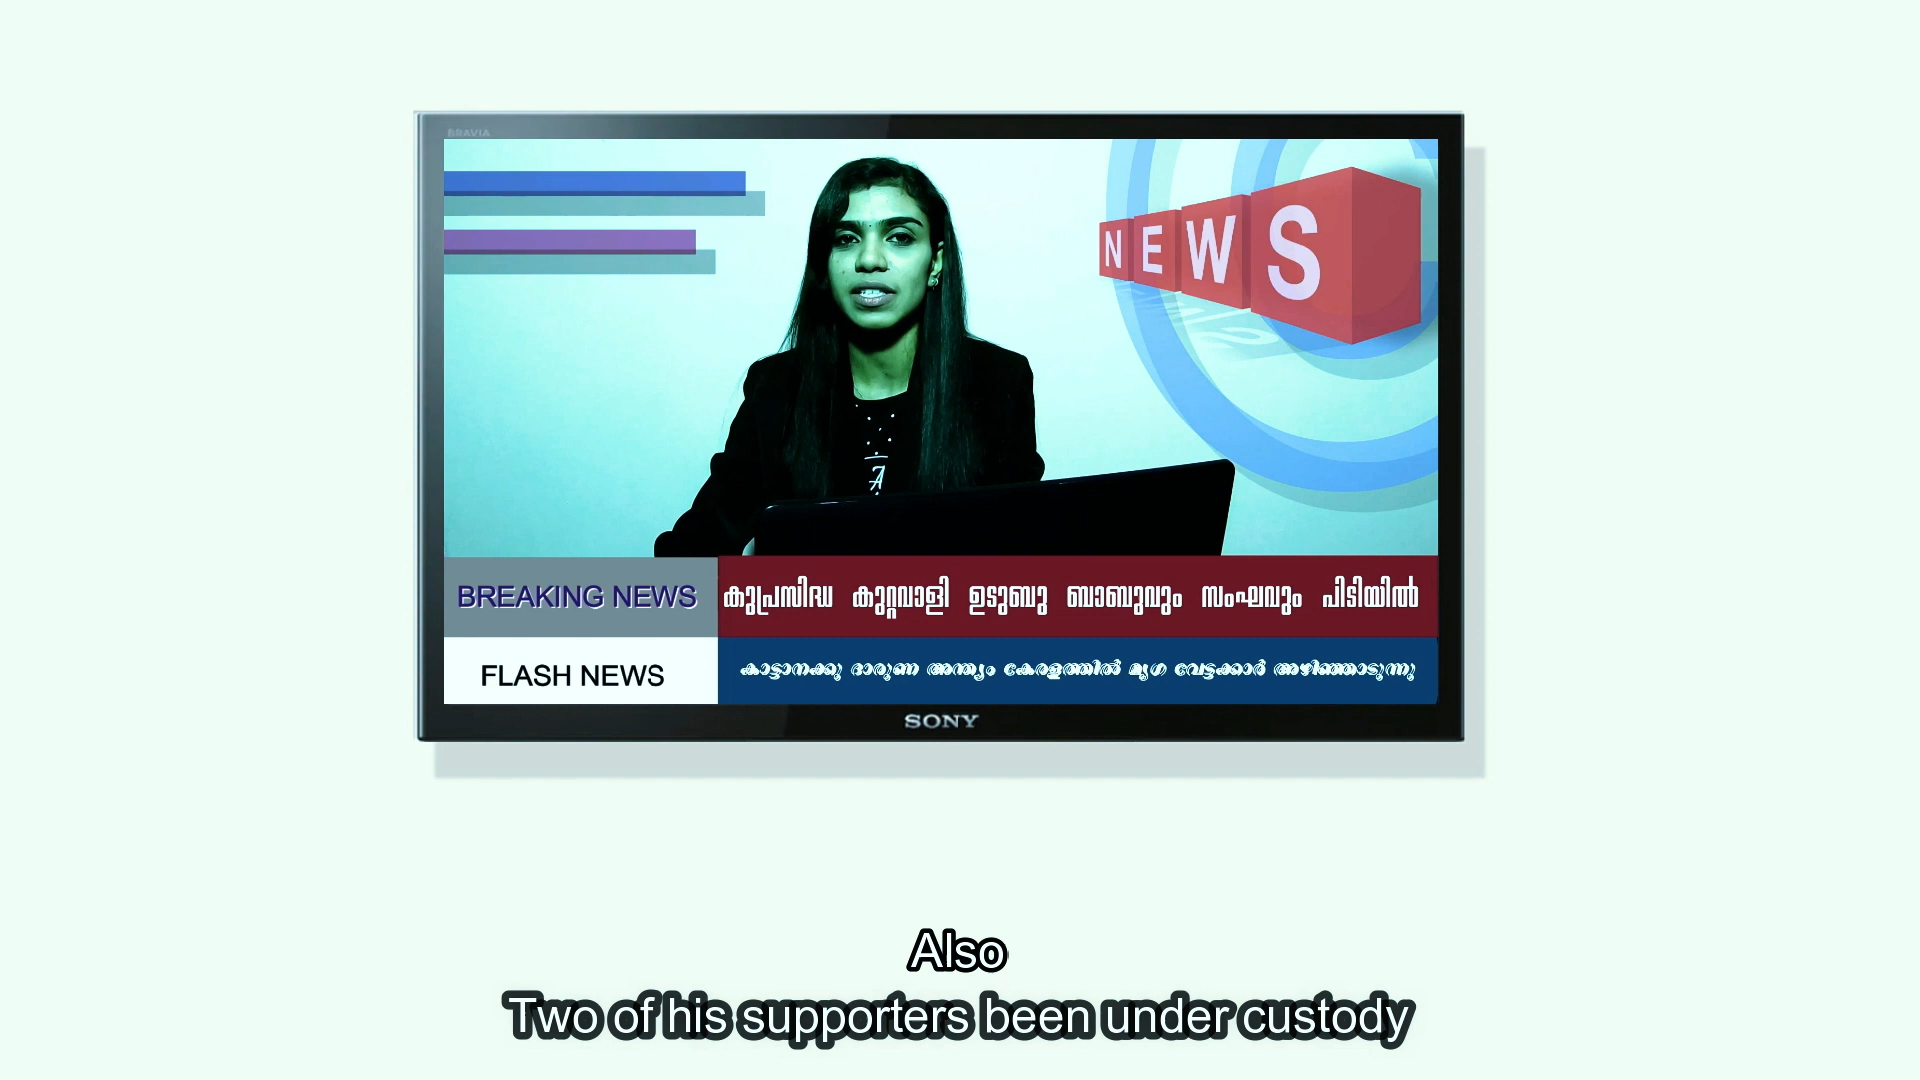 BRAVIA
NEWS
BREAKING NEWS
കുപ്രസിദ്ധ കുറ്റവാളി ഉടുബു ബാബുവും സംഘവും പിടിയിൽ
FLASH NEWS
കാട്ടാനക്കു ദാരുണ അന്ത്യം കേരളത്തിൽ മൃഗ വേട്ടക്കാർ അഴിഞ്ഞാടുന്നു
SONY
Also
Two of his supporters been under custody